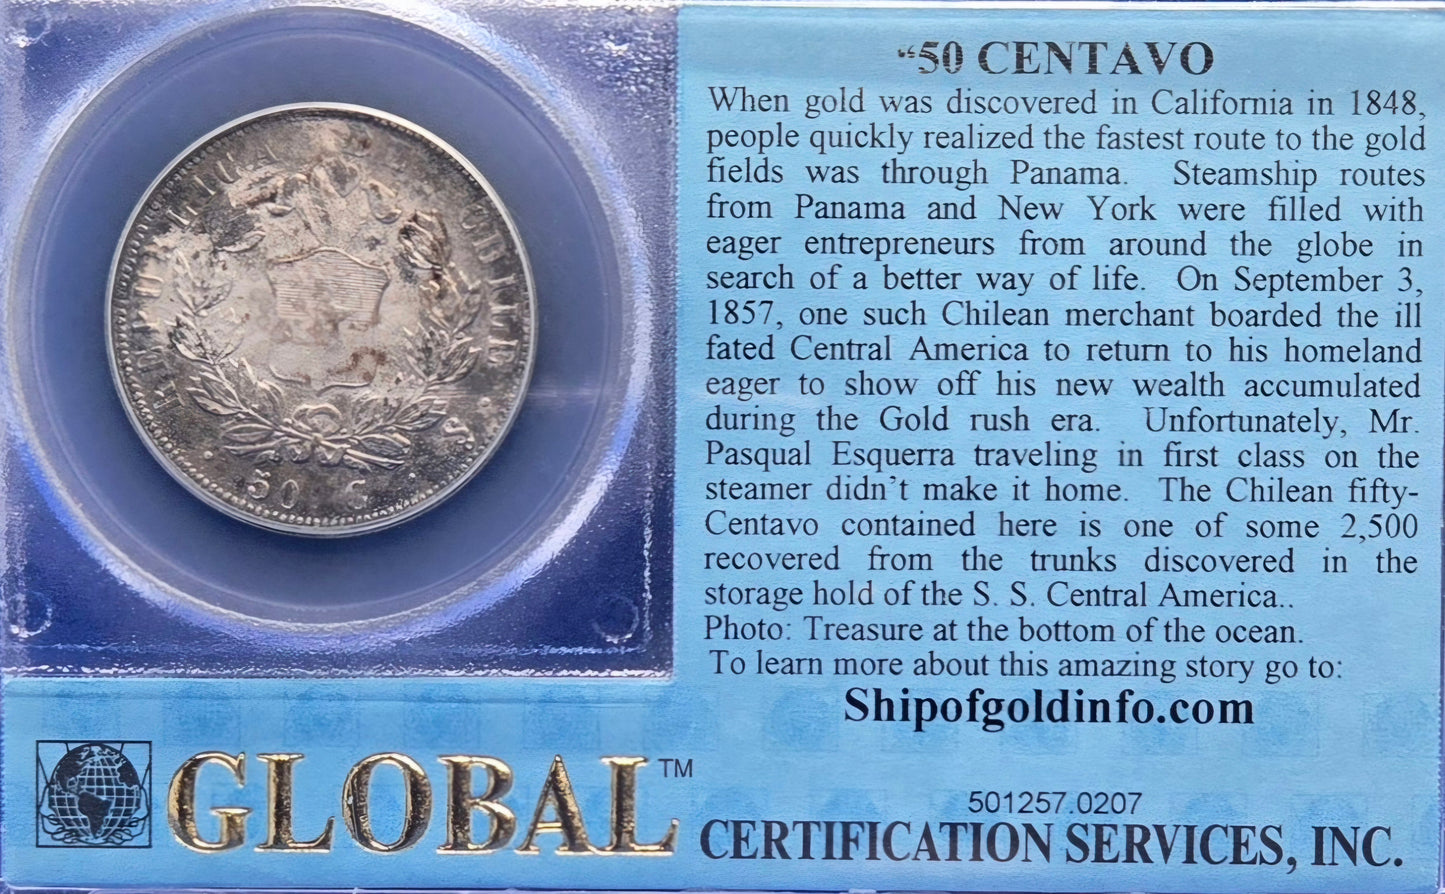 REPUBLICA DE CHILE
S.
50 C
“50 CENTAVO
When gold was discovered in California in 1848,
people quickly realized the fastest route to the gold
fields was through Panama. Steamship routes
from Panama and New York were filled with
eager entrepreneurs from around the globe in
search of a better way of life. On September 3,
1857, one such Chilean merchant boarded the ill
fated Central America to return to his homeland
eager to show off his new wealth accumulated
during the Gold rush era. Unfortunately, Mr.
Pasqual Esquerra traveling in first class on the
steamer didn’t make it home. The Chilean fifty-
Centavo contained here is one of some 2,500
recovered from the trunks discovered in the
storage hold of the S. S. Central America..
Photo: Treasure at the bottom of the ocean.
To learn more about this amazing story go to:
Shipofgoldinfo.com
GLOBAL™
501257.0207
CERTIFICATION SERVICES, INC.